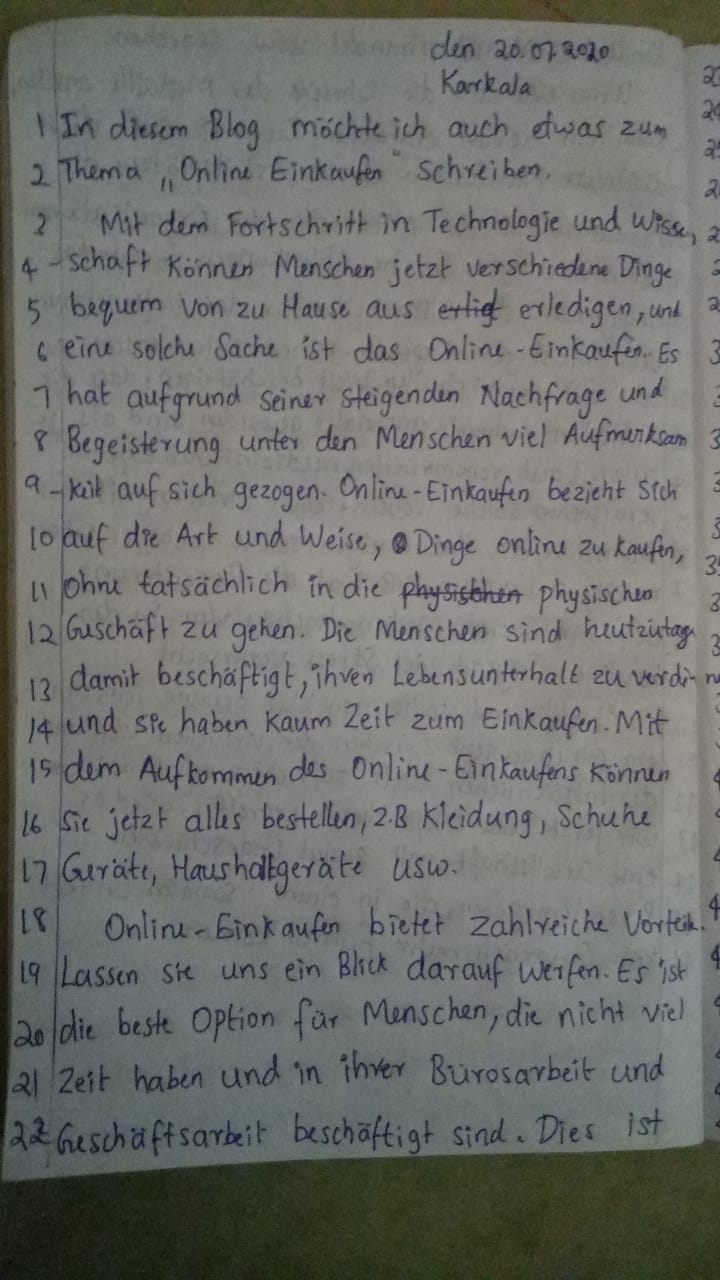 den 20.07.2020
Karkala
1 In diesem Blog möchte ich auch etwas zum
2 Thema „Online Einkaufen" schreiben.
2 Mit dem Fortschritt in Technologie und Wisse,
4 -schaft können Menschen jetzt verschiedene Dinge
5 bequem von zu Hause aus erledigen, und
6 eine solche Sache ist das Online-Einkaufen. Es
7 hat aufgrund seiner steigenden Nachfrage und
8 Begeisterung unter den Menschen viel Aufmerksam
9 -keit auf sich gezogen. Online-Einkaufen bezieht sich
10 auf die Art und Weise, Dinge online zu kaufen,
11 ohne tatsächlich in die physischen physischen
12 Geschäft zu gehen. Die Menschen sind heutzutag
13 damit beschäftigt, ihren Lebensunterhalt zu verdi-
14 und sie haben kaum Zeit zum Einkaufen. Mit
15 dem Aufkommen des Online-Einkaufens können
16 sie jetzt alles bestellen, z.B Kleidung, Schuhe
17 Geräte, Haushaltgeräte usw.
18 Online-Einkaufen bietet zahlreiche Vorteile.
19 Lassen sie uns ein Blick darauf werfen. Es ist
20 die beste Option für Menschen, die nicht viel
21 Zeit haben und in ihrer Bürosarbeit und
22 Geschäftsarbeit beschäftigt sind. Dies ist